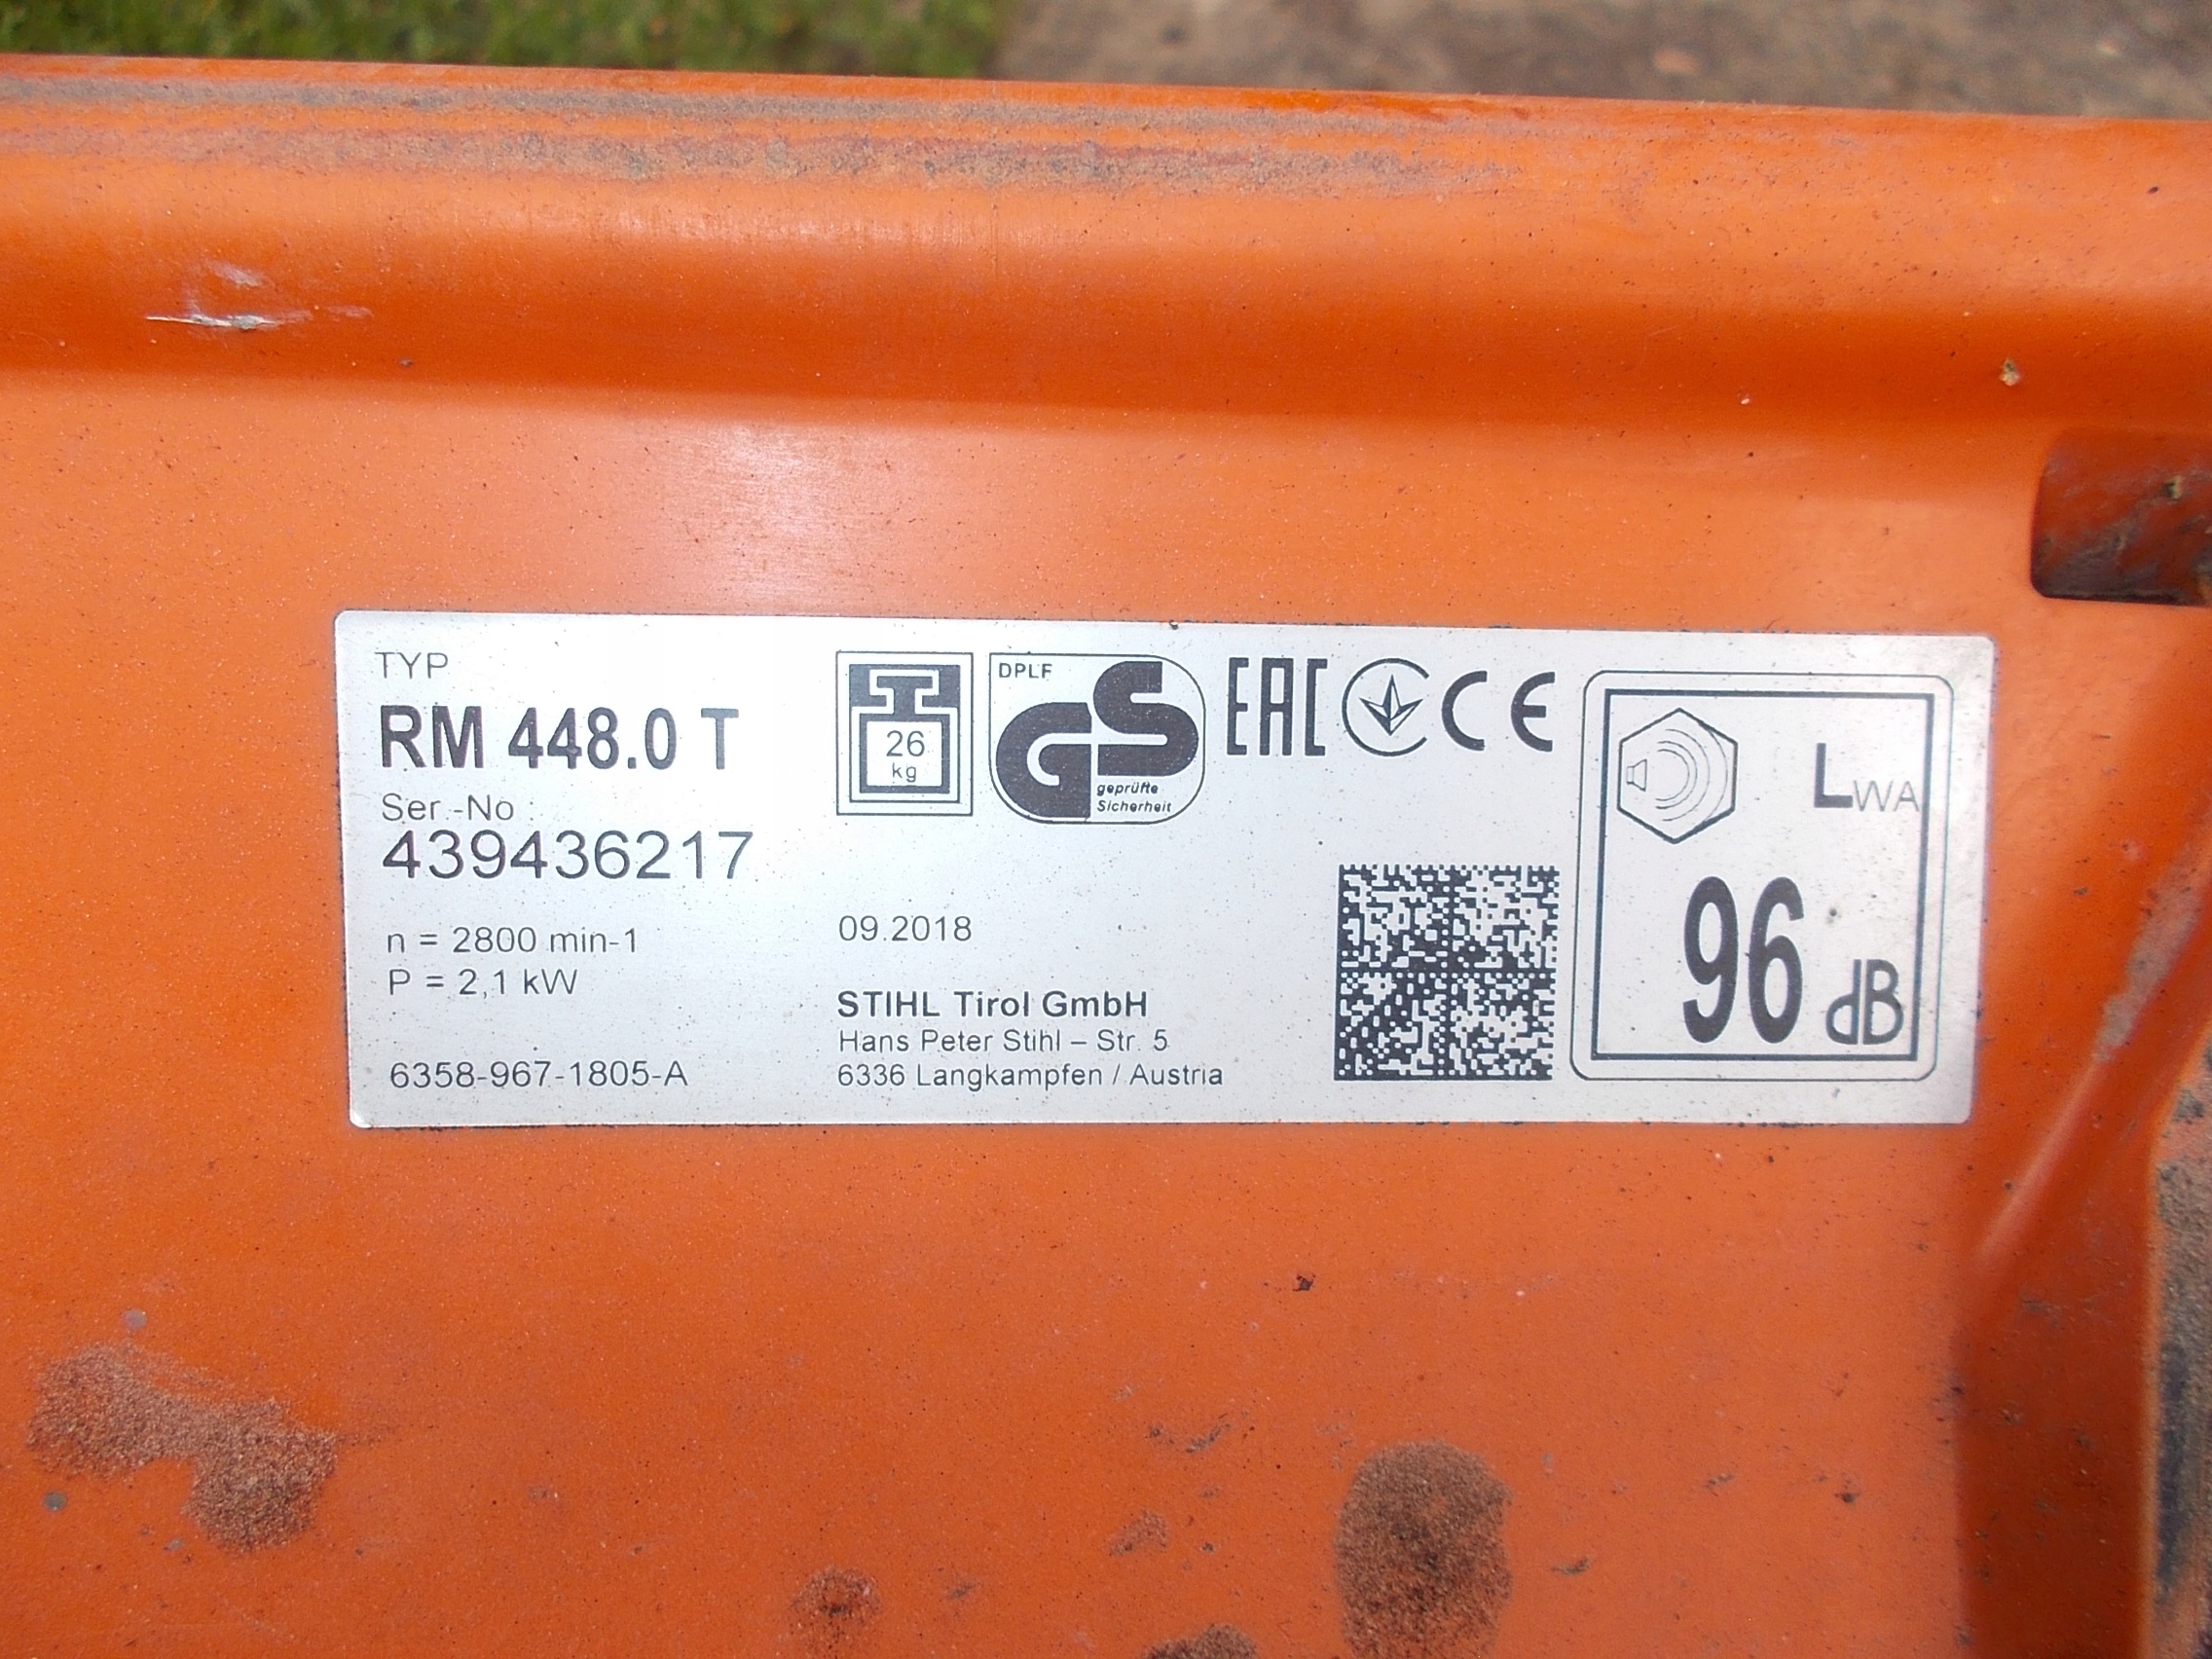 TYP
RM 448.0 T
Ser.-No :
439436217
n = 2800 min-1
P = 2,1 kW
6358-967-1805-A
26
kg
DPLF
GS
geprüfte
Sicherheit
EAC
CE
09.2018
STIHL Tirol GmbH
Hans Peter Stihl – Str. 5
6336 Langkampfen / Austria
LWA
96 dB